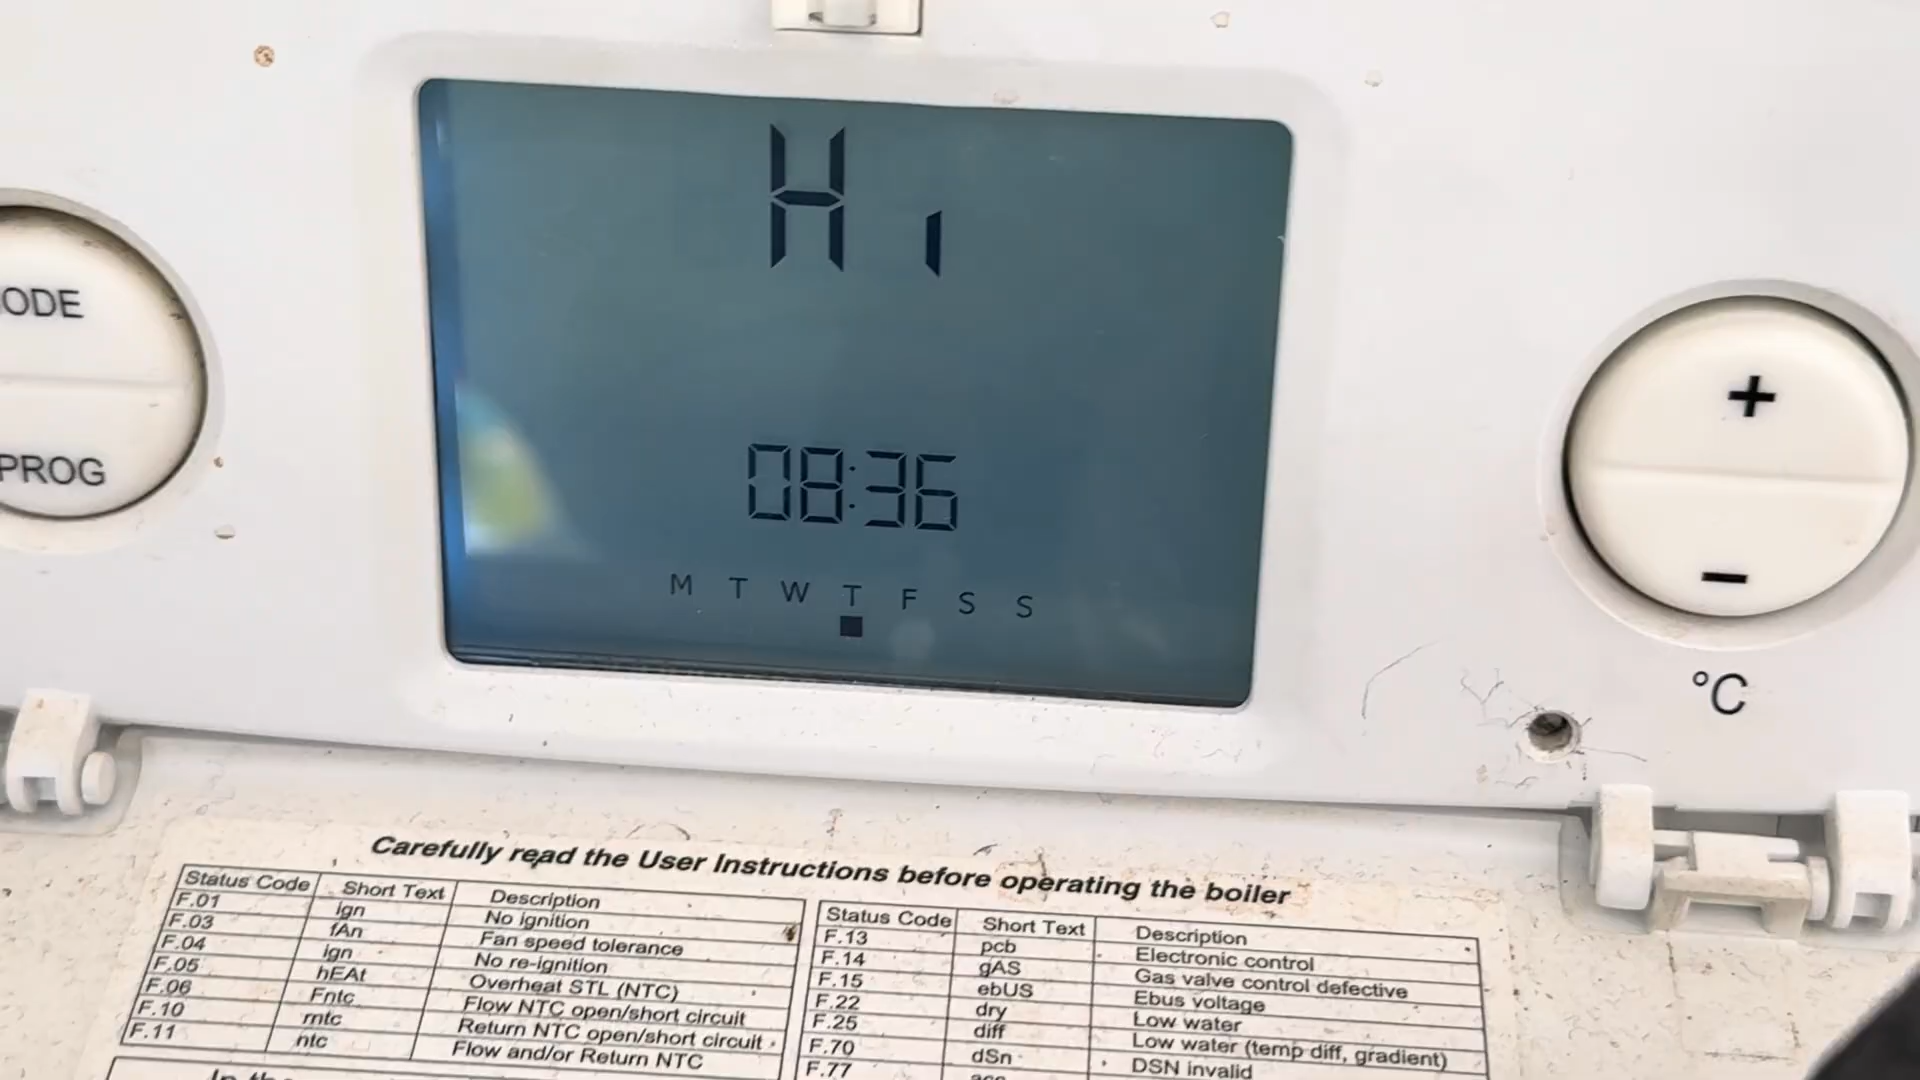 Hi
ODE
PROG
08:36
M T W T F S S
+
−
°C
Carefully read the User Instructions before operating the boiler
Status Code Short Text Description
F.01 ign No ignition
F.03 fAn Fan speed tolerance
F.04 ign No re-ignition
F.05 hEAt Overheat STL (NTC)
F.06 Fntc Flow NTC open/short circuit
F.10 rntc Return NTC open/short circuit
F.11 ntc Flow and/or Return NTC
Status Code Short Text Description
F.13 pcb Electronic control
F.14 gAS Gas valve control defective
F.15 ebUS Ebus voltage
F.22 dry Low water
F.25 diff Low water (temp diff, gradient)
F.70 dSn DSN invalid
F.77
In the